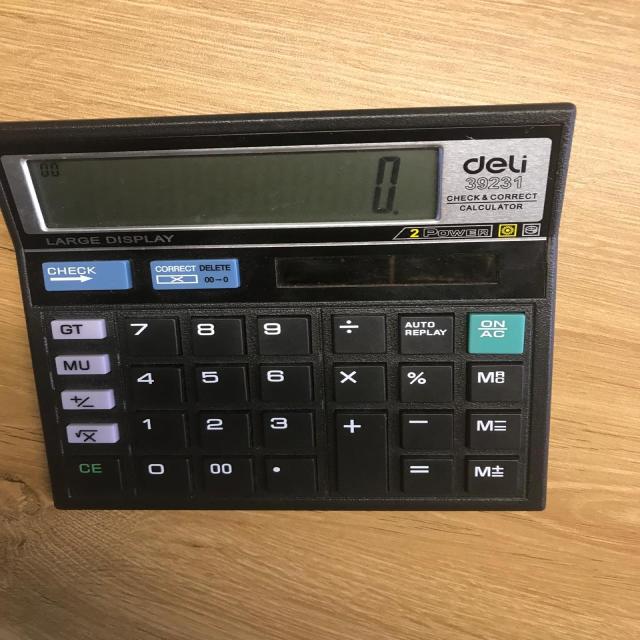 00 0.
deli
39231
CHECK & CORRECT
CALCULATOR
LARGE DISPLAY
2 POWER
CHECK
CORRECT DELETE
X 00→0
GT 7 8 9 ÷ AUTO REPLAY ON/AC
MU 4 5 6 X %
+/− 1 2 3 + −
√X
CE 0 00 . =